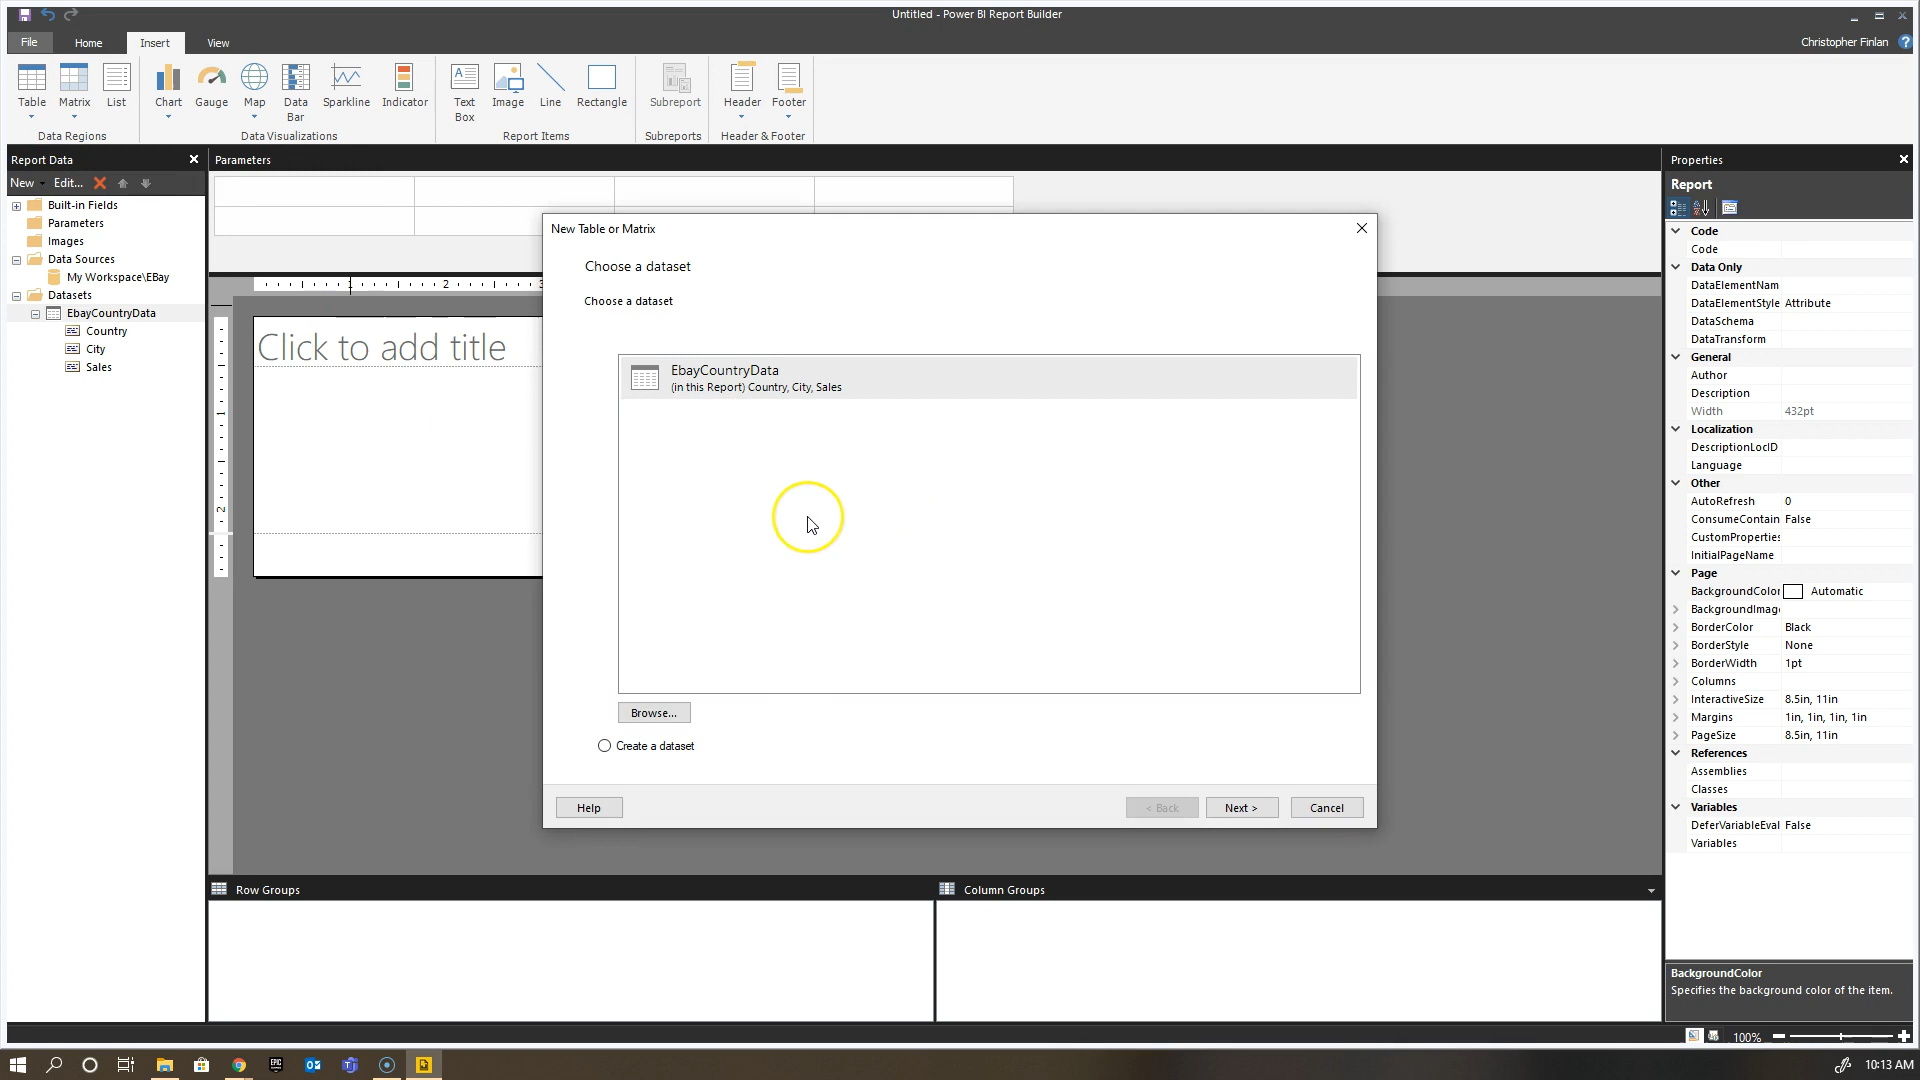 Untitled - Power BI Report Builder
File Home Insert View
Christopher Finlan
Table Matrix List Chart Gauge Map Data Bar Sparkline Indicator Text Box Image Line Rectangle Subreport Header Footer
Data Regions Data Visualizations Report Items Subreports Header & Footer
Report Data
Parameters
Properties
New Edit...
Report
Built-in Fields
Parameters
Images
Data Sources
My Workspace\EBay
Datasets
EbayCountryData
Country
City
Sales
1 2 3
Click to add title
1
2
New Table or Matrix
Choose a dataset
Choose a dataset
EbayCountryData
(in this Report) Country, City, Sales
Browse...
Create a dataset
Help < Back Next > Cancel
Code
Code
Data Only
DataElementNam
DataElementStyle Attribute
DataSchema
DataTransform
General
Author
Description
Width 432pt
Localization
DescriptionLocID
Language
Other
AutoRefresh 0
ConsumeContain False
CustomProperties
InitialPageName
Page
BackgroundColor Automatic
BackgroundImage
BorderColor Black
BorderStyle None
BorderWidth 1pt
Columns
InteractiveSize 8.5in, 11in
Margins 1in, 1in, 1in, 1in
PageSize 8.5in, 11in
References
Assemblies
Classes
Variables
DeferVariableEval False
Variables
BackgroundColor
Specifies the background color of the item.
Row Groups
Column Groups
100%
10:13 AM